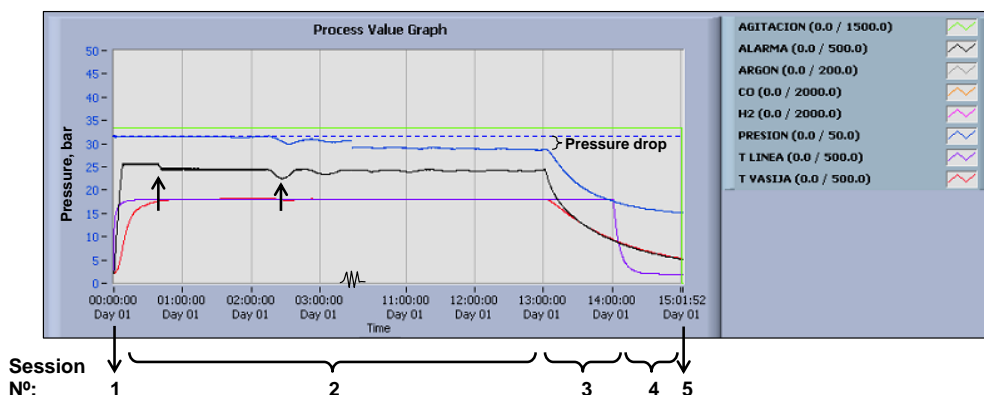 Process Value Graph
Pressure, bar
50
45
40
35
30
25
20
15
10
5
0
Pressure drop
00:00:00 01:00:00 02:00:00 03:00:00 11:00:00 12:00:00 13:00:00 14:00:00 15:01:52
Day 01 Day 01 Day 01 Day 01 Day 01 Day 01 Day 01 Day 01 Day 01
Time
AGITACION (0.0 / 1500.0)
ALARMA (0.0 / 500.0)
ARGON (0.0 / 200.0)
CO (0.0 / 2000.0)
H2 (0.0 / 2000.0)
PRESION (0.0 / 50.0)
T LINEA (0.0 / 500.0)
T VASIJA (0.0 / 500.0)
Session
Nº: 1 2 3 4 5